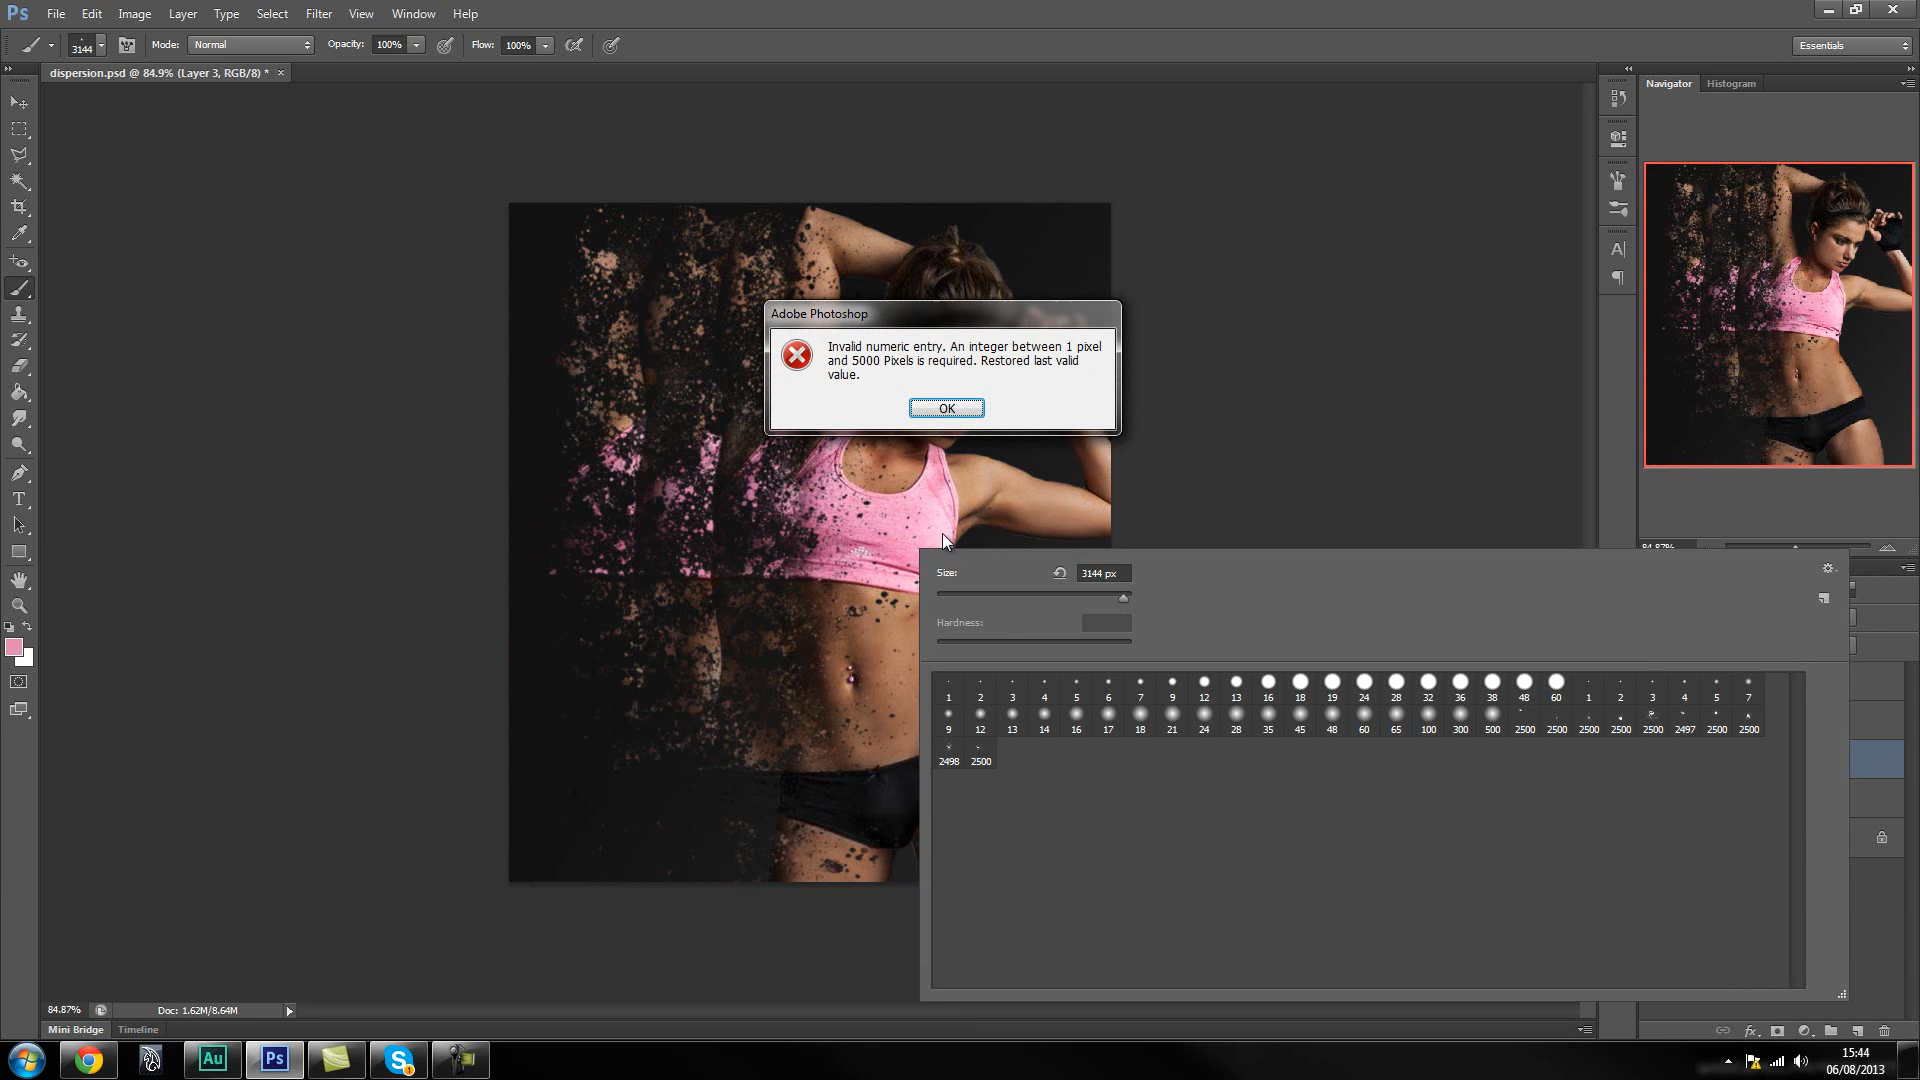 Ps File Edit Image Layer Type Select Filter View Window Help
3144 Mode: Normal Opacity: 100% Flow: 100% Essentials
dispersion.psd @ 84.9% (Layer 3, RGB/8) *
Navigator Histogram
Adobe Photoshop
Invalid numeric entry. An integer between 1 pixel
and 5000 Pixels is required. Restored last valid
value.
OK
84.87%
Size: 3144 px
Hardness:
1 2 3 4 5 6 7 9 12 13 16 18 19 24 28 32 36 38 48 60 1 2 3 4 5 7
9 12 13 14 16 17 18 21 24 28 35 45 48 60 65 100 300 500 2500 2500 2500 2500 2500 2497 2500 2500
2498 2500
84.87% Doc: 1.62M/8.64M
Mini Bridge Timeline
fx
Au Ps S 1
15:44
06/08/2013